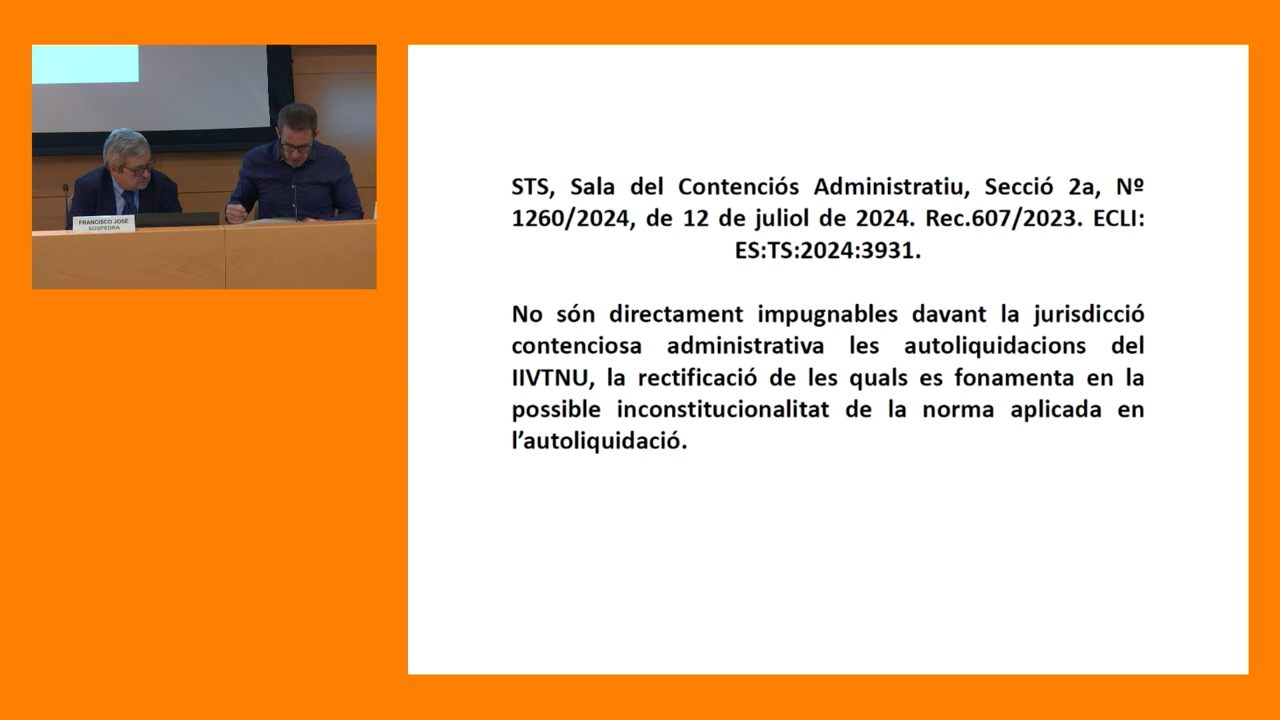 FRANCISCO JOSÉ
SOSPEDRA
STS, Sala del Contenciós Administratiu, Secció 2a, Nº
1260/2024, de 12 de juliol de 2024. Rec.607/2023. ECLI:
ES:TS:2024:3931.
No són directament impugnables davant la jurisdicció
contenciosa administrativa les autoliquidacions del
IIVTNU, la rectificació de les quals es fonamenta en la
possible inconstitucionalitat de la norma aplicada en
l’autoliquidació.